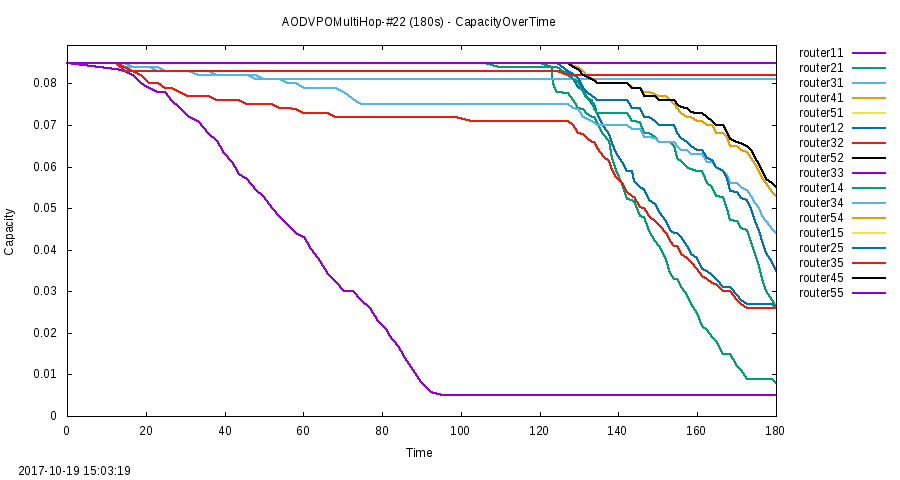 AODVPOMultiHop-#22 (180s) - CapacityOverTime
router11
router21
router31
router41
router51
router12
router32
router52
router33
router14
router34
router54
router15
router25
router35
router45
router55
Capacity
0.08
0.07
0.06
0.05
0.04
0.03
0.02
0.01
0
0 20 40 60 80 100 120 140 160 180
Time
2017-10-19 15:03:19